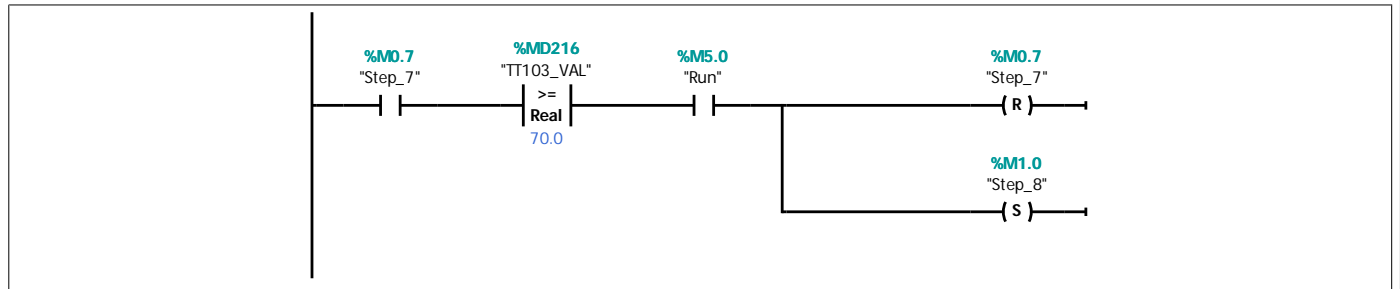 %M0.7
"Step_7"
%MD216
"TT103_VAL"
>=
Real
70.0
%M5.0
"Run"
%M0.7
"Step_7"
R
%M1.0
"Step_8"
S